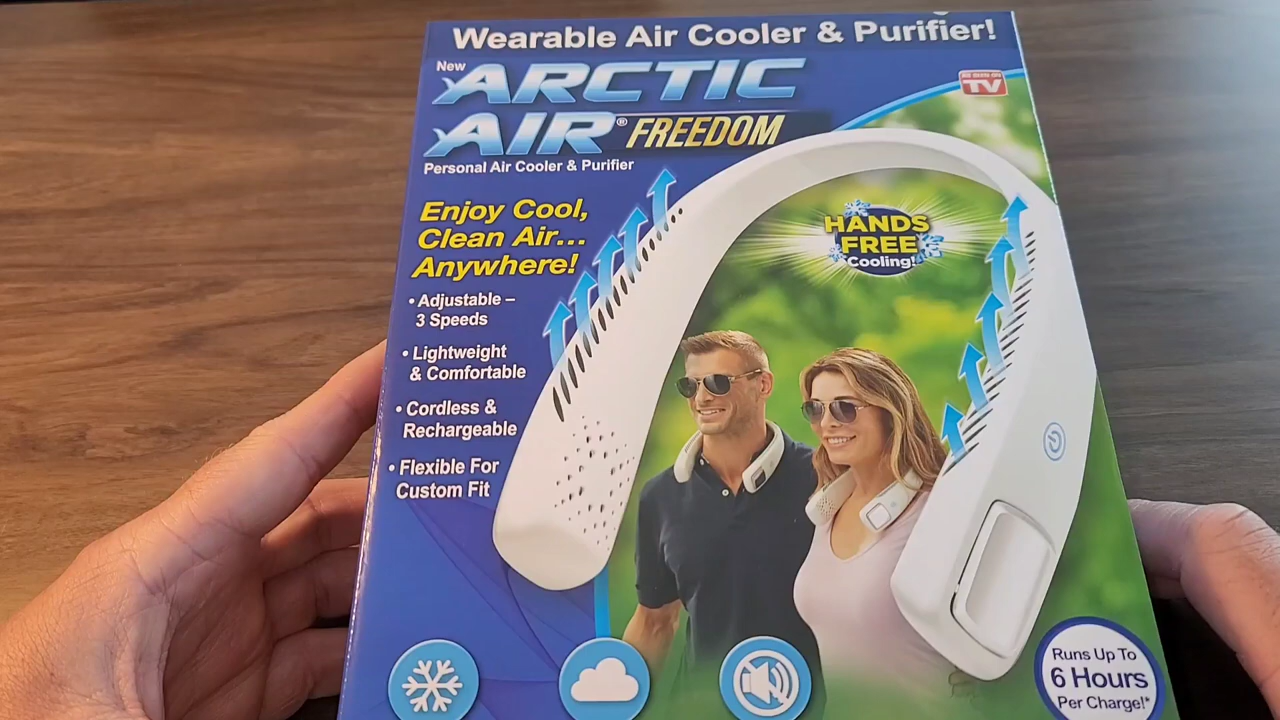 Wearable Air Cooler & Purifier!
New
ARCTIC
AIR® FREEDOM
Personal Air Cooler & Purifier
AS SEEN ON
TV
Enjoy Cool,
Clean Air...
Anywhere!
• Adjustable –
3 Speeds
• Lightweight
& Comfortable
• Cordless &
Rechargeable
• Flexible For
Custom Fit
HANDS
FREE
Cooling!
Runs Up To
6 Hours
Per Charge!*